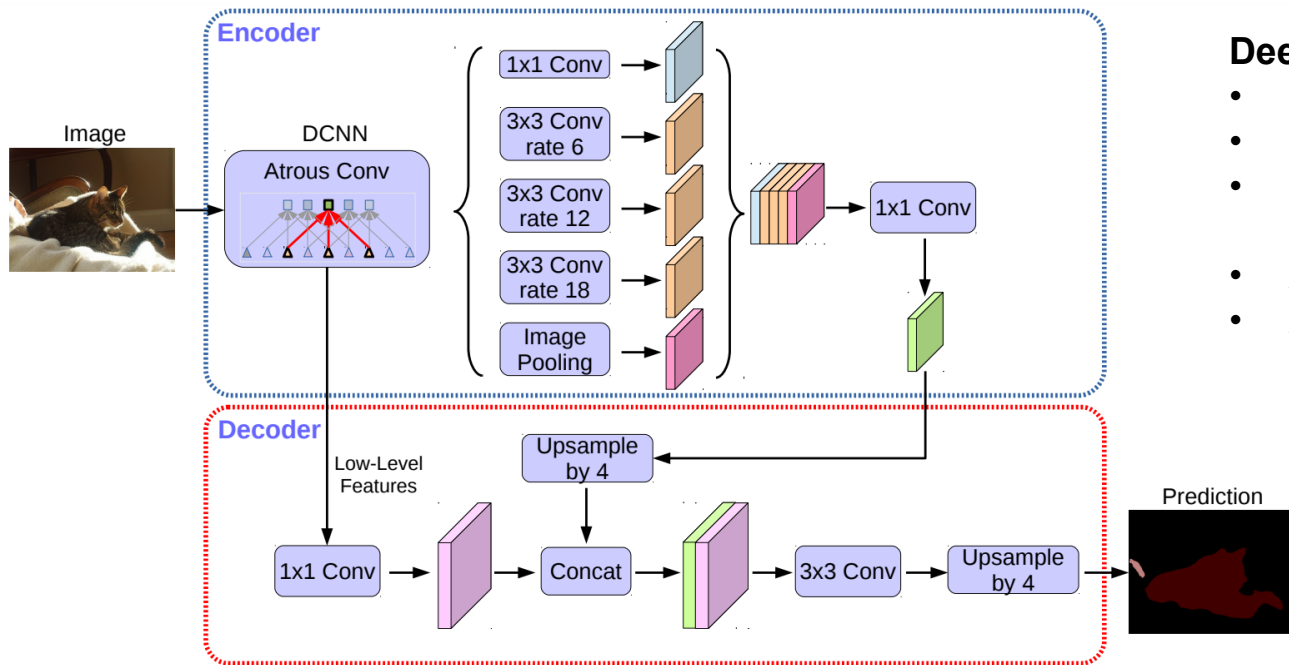 Encoder
Dee
Image
DCNN
Atrous Conv
1x1 Conv
3x3 Conv
rate 6
3x3 Conv
rate 12
3x3 Conv
rate 18
Image
Pooling
1x1 Conv
Decoder
Low-Level
Features
Upsample
by 4
1x1 Conv
Concat
3x3 Conv
Upsample
by 4
Prediction